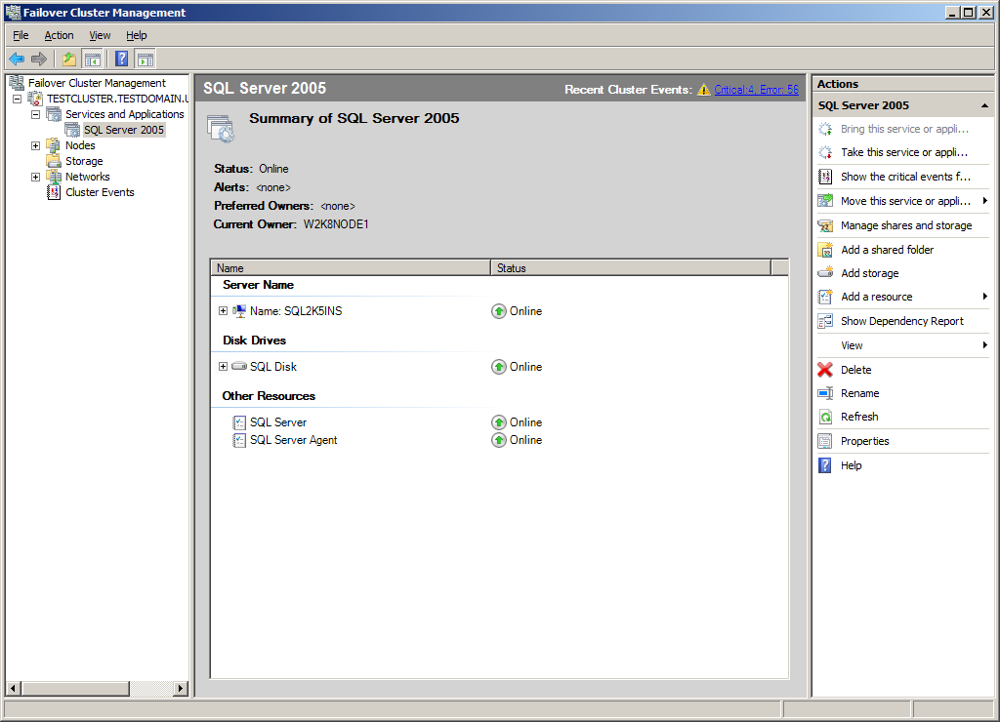 Failover Cluster Management
File Action View Help
Failover Cluster Management
TESTCLUSTER.TESTDOMAIN.L
Services and Applications
SQL Server 2005
Nodes
Storage
Networks
Cluster Events
SQL Server 2005
Recent Cluster Events: Critical:4, Error: 56
Summary of SQL Server 2005
Status: Online
Alerts: <none>
Preferred Owners: <none>
Current Owner: W2K8NODE1
Name Status
Server Name
Name: SQL2K5INS Online
Disk Drives
SQL Disk Online
Other Resources
SQL Server Online
SQL Server Agent Online
Actions
SQL Server 2005
Bring this service or appli...
Take this service or appli...
Show the critical events f...
Move this service or appli...
Manage shares and storage
Add a shared folder
Add storage
Add a resource
Show Dependency Report
View
Delete
Rename
Refresh
Properties
Help